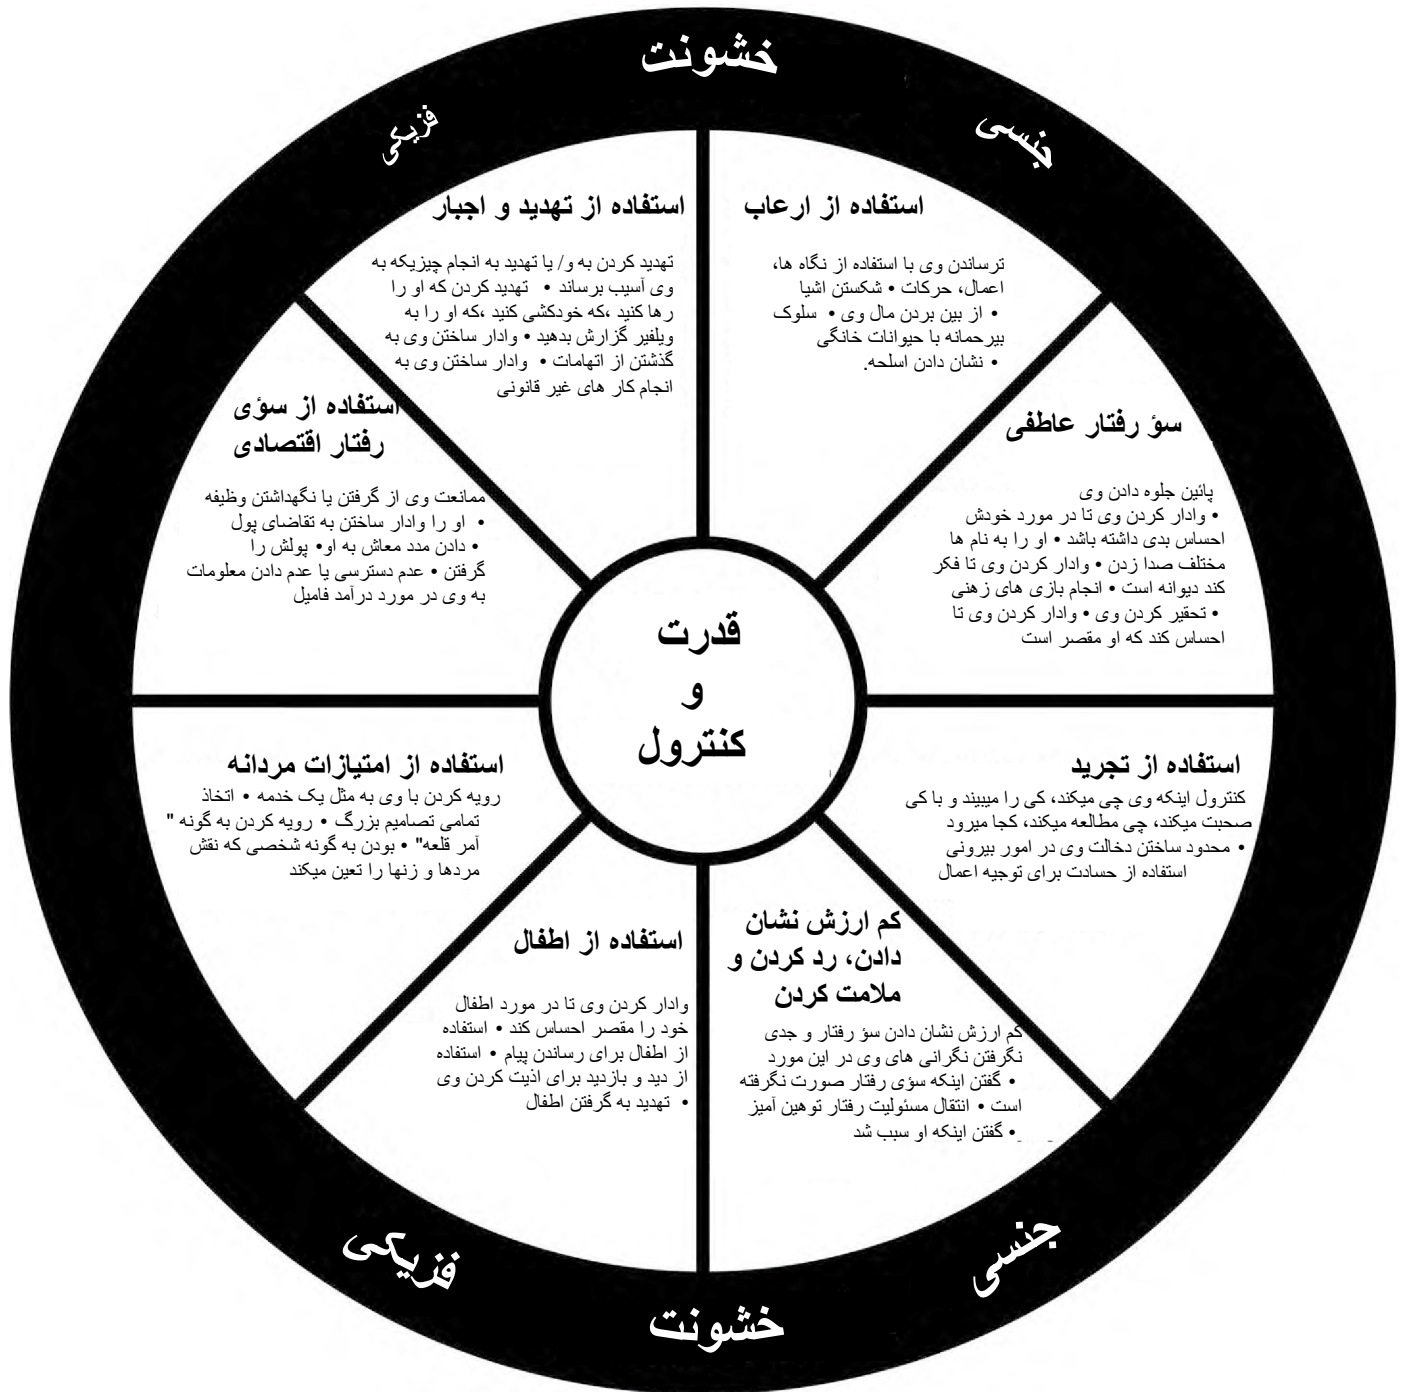 خشونت
فزیکی
جنسی
استفاده از تهدید و اجبار
تهدید کردن به و/ یا تهدید به انجام چیزیکه به
وی آسیب برساند • تهدید کردن که او را
رها کنید ،که خودکشی کنید ،که او را به
ویلفیر گزارش بدهید • وادار ساختن وی به
گذشتن از اتهامات • وادار ساختن وی به
انجام کار های غیر قانونی
استفاده از ارعاب
ترساندن وی با استفاده از نگاه ها،
اعمال، حرکات • شکستن اشیا
• از بین بردن مال وی • سلوک
بیرحمانه با حیوانات خانگی
• نشان دادن اسلحه.
سؤ رفتار عاطفی
پائین جلوه دادن وی
• وادار کردن وی تا در مورد خودش
احساس بدی داشته باشد • او را به نام ها
مختلف صدا زدن • وادار کردن وی تا فکر
کند دیوانه است • انجام بازی های زهنی
• تحقیر کردن وی • وادار کردن وی تا
احساس کند که او مقصر است
استفاده از سؤی
رفتار اقتصادی
ممانعت وی از گرفتن یا نگهداشتن وظیفه
• او را وادار ساختن به تقاضای پول
• دادن مدد معاش به او• پولش را
گرفتن • عدم دسترسی یا عدم دادن معلومات
به وی در مورد درآمد فامیل
قدرت
و
کنترول
استفاده از تجرید
کنترول اینکه وی چی میکند، کی را میبیند و با کی
صحبت میکند، چی مطالعه میکند، کجا میرود
• محدود ساختن دخالت وی در امور بیرونی
استفاده از حسادت برای توجیه اعمال
استفاده از امتیازات مردانه
رویه کردن با وی به مثل یک خدمه • اتخاذ
تمامی تصامیم بزرگ • رویه کردن به گونه "
آمر قلعه" • بودن به گونه شخصی که نقش
مردها و زنها را تعین میکند
کم ارزش نشان
دادن، رد کردن و
ملامت کردن
کم ارزش نشان دادن سؤ رفتار و جدی
نگرفتن نگرانی های وی در این مورد
• گفتن اینکه سؤی رفتار صورت نگرفته
است • انتقال مسئولیت رفتار توهین آمیز
• گفتن اینکه او سبب شد
استفاده از اطفال
وادار کردن وی تا در مورد اطفال
خود را مقصر احساس کند • استفاده
از اطفال برای رساندن پیام • استفاده
از دید و بازدید برای اذیت کردن وی
• تهدید به گرفتن اطفال
جنسی
فزیکی
خشونت